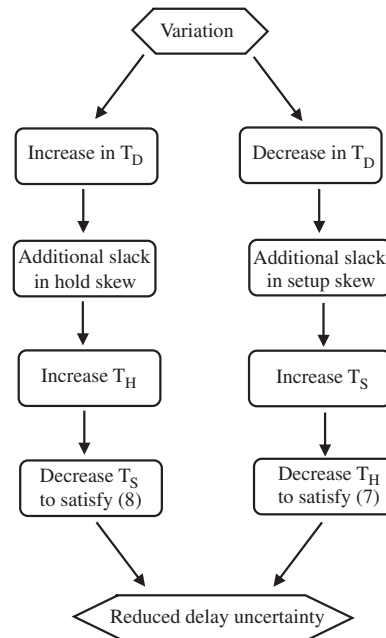 Variation
Increase in T_D
Decrease in T_D
Additional slack
in hold skew
Additional slack
in setup skew
Increase T_H
Increase T_S
Decrease T_S
to satisfy (8)
Decrease T_H
to satisfy (7)
Reduced delay uncertainty